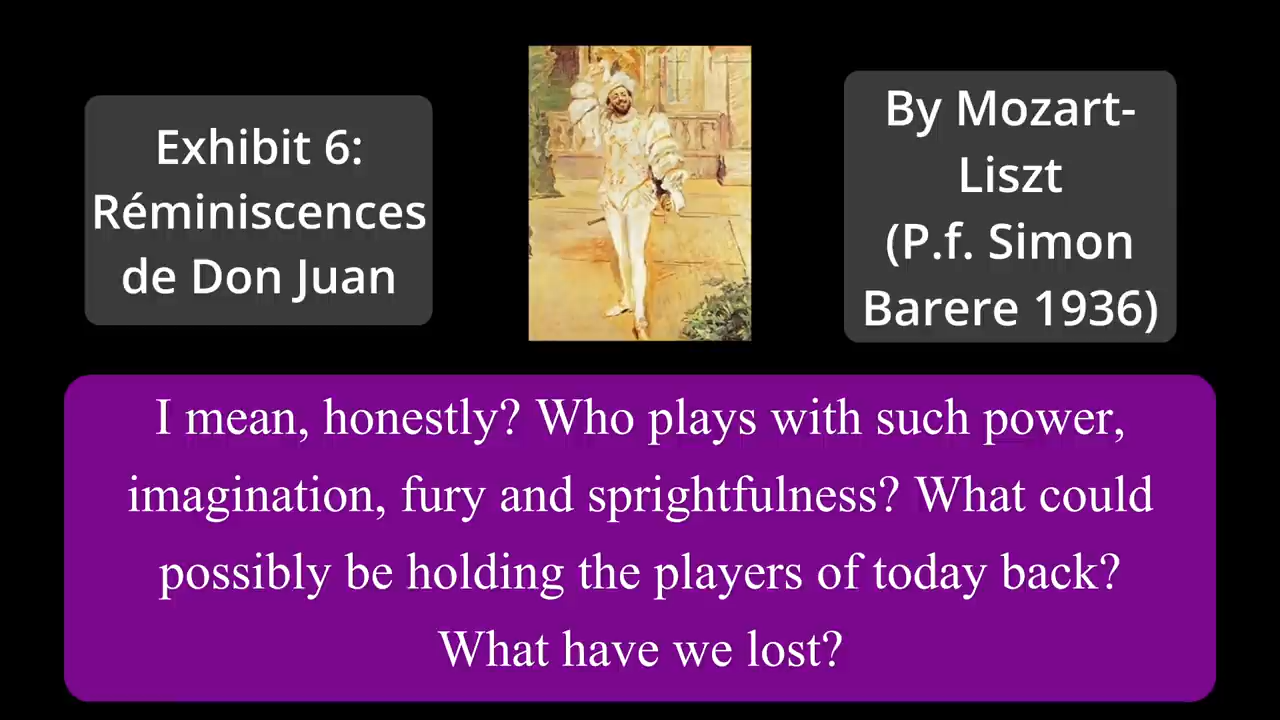 Exhibit 6:
Réminiscences
de Don Juan
By Mozart-
Liszt
(P.f. Simon
Barere 1936)
I mean, honestly? Who plays with such power,
imagination, fury and sprightfulness? What could
possibly be holding the players of today back?
What have we lost?